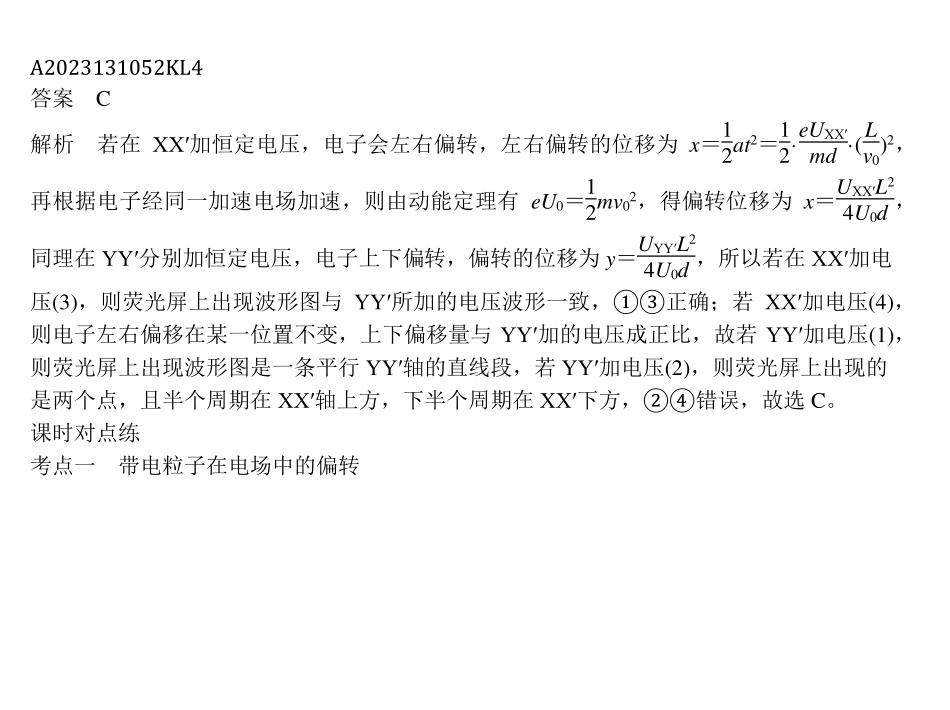 A2023131052KL4
答案　C
解析　若在 XX′加恒定电压，电子会左右偏转，左右偏转的位移为 x＝\frac{1}{2}at²＝\frac{1}{2}·\frac{eU_{XX′}}{md}·(\frac{L}{v₀})²，
再根据电子经同一加速电场加速，则由动能定理有 eU₀＝\frac{1}{2}mv₀²，得偏转位移为 x＝\frac{U_{XX′}L²}{4U₀d}，
同理在 YY′分别加恒定电压，电子上下偏转，偏转的位移为 y＝\frac{U_{YY′}L²}{4U₀d}，所以若在 XX′加电
压(3)，则荧光屏上出现波形图与 YY′所加的电压波形一致，①③正确；若 XX′加电压(4)，
则电子左右偏移在某一位置不变，上下偏移量与 YY′加的电压成正比，故若 YY′加电压(1)，
则荧光屏上出现波形图是一条平行 YY′轴的直线段，若 YY′加电压(2)，则荧光屏上出现的
是两个点，且半个周期在 XX′轴上方，下半个周期在 XX′下方，②④错误，故选 C。
课时对点练
考点一　带电粒子在电场中的偏转